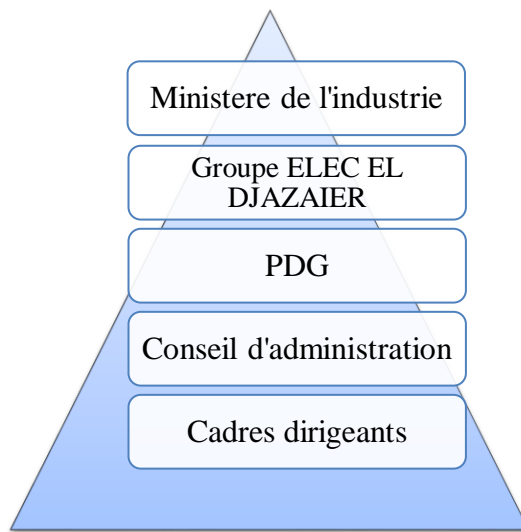 Ministere de l'industrie
Groupe ELEC EL
DJAZAIER
PDG
Conseil d'administration
Cadres dirigeants